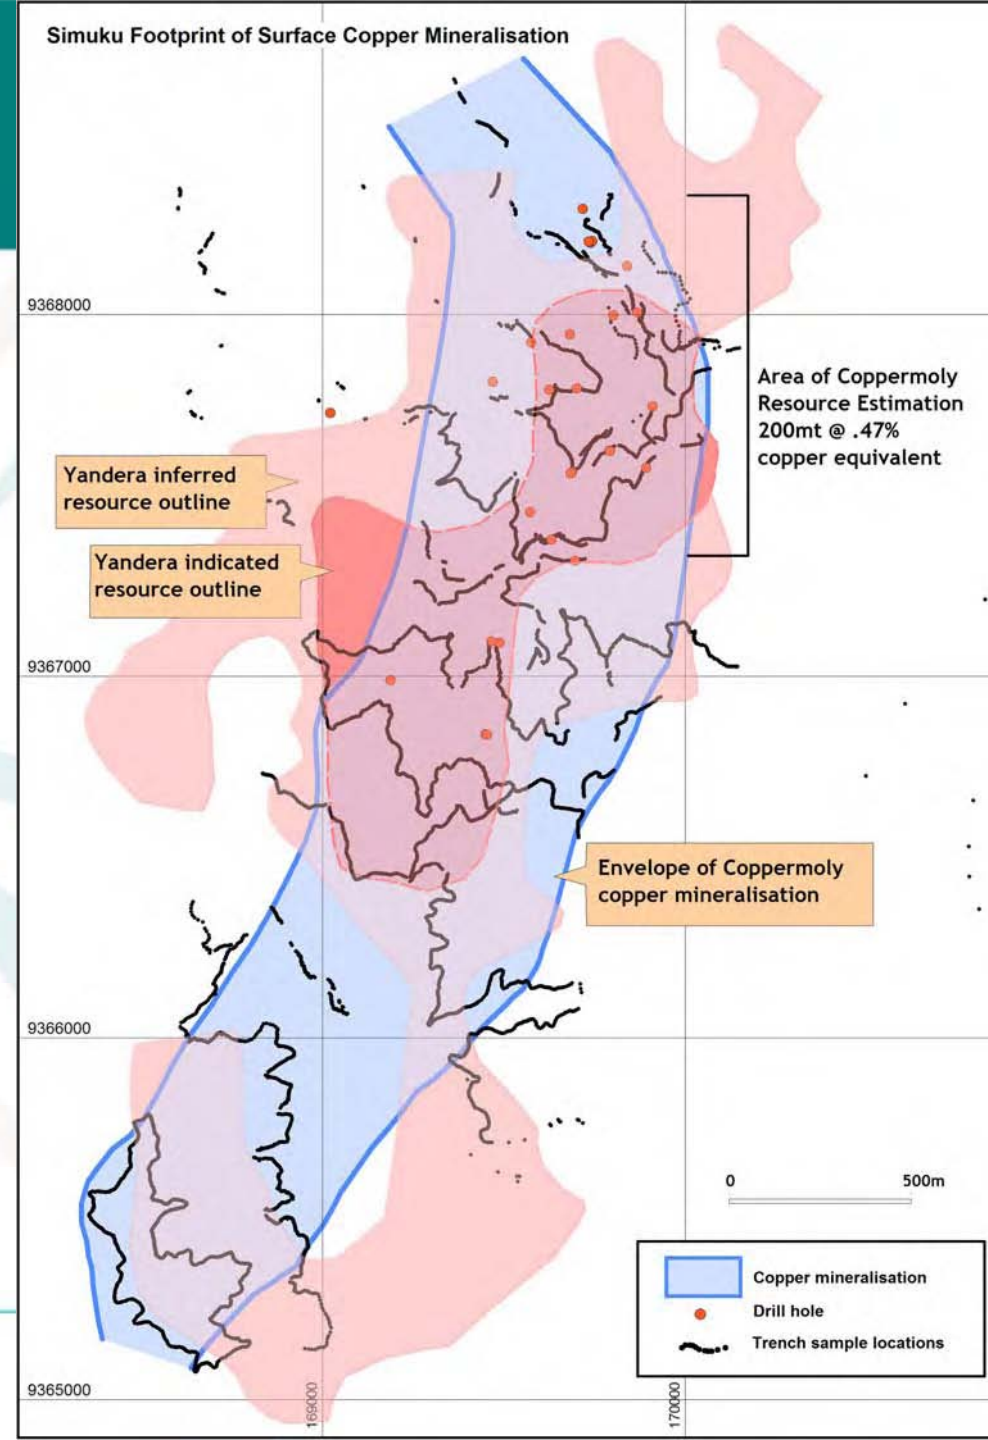 Simuku Footprint of Surface Copper Mineralisation
9368000
Area of Coppermoly
Resource Estimation
200mt @ .47%
copper equivalent
Yandera inferred
resource outline
Yandera indicated
resource outline
9367000
Envelope of Coppermoly
copper mineralisation
9366000
0 500m
Copper mineralisation
Drill hole
Trench sample locations
9365000
169000
170000